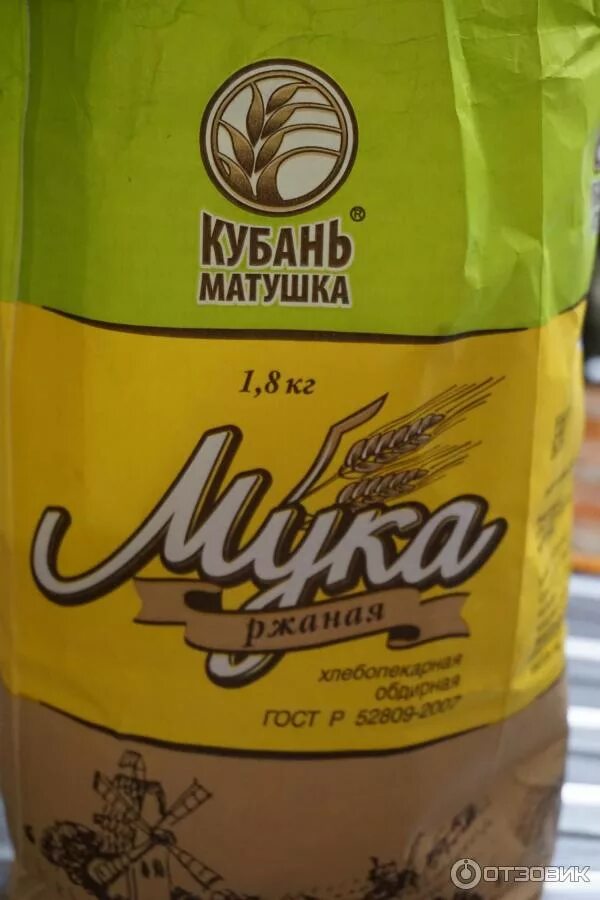 КУБАНЬ®
МАТУШКА
1,8 кг
Мука
ржаная
хлебопекарная
обдирная
ГОСТ Р 52809-2007
ОТЗОВИК